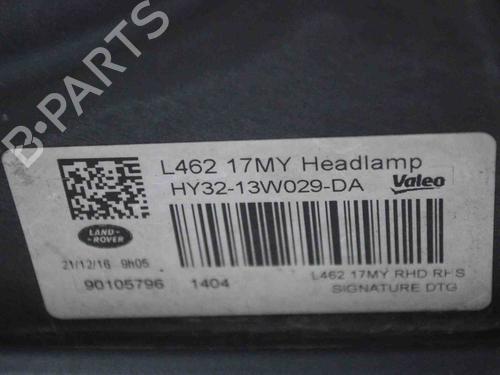 B-PARTS
L462 17MY Headlamp
HY32-13W029-DA
Valeo
LAND-
ROVER
21/12/16 9h05
90105796 1404
L462 17MY RHD RHS
SIGNATURE DTG